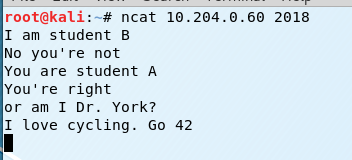 root@kali:~# ncat 10.204.0.60 2018
I am student B
No you're not
You are student A
You're right
or am I Dr. York?
I love cycling. Go 42